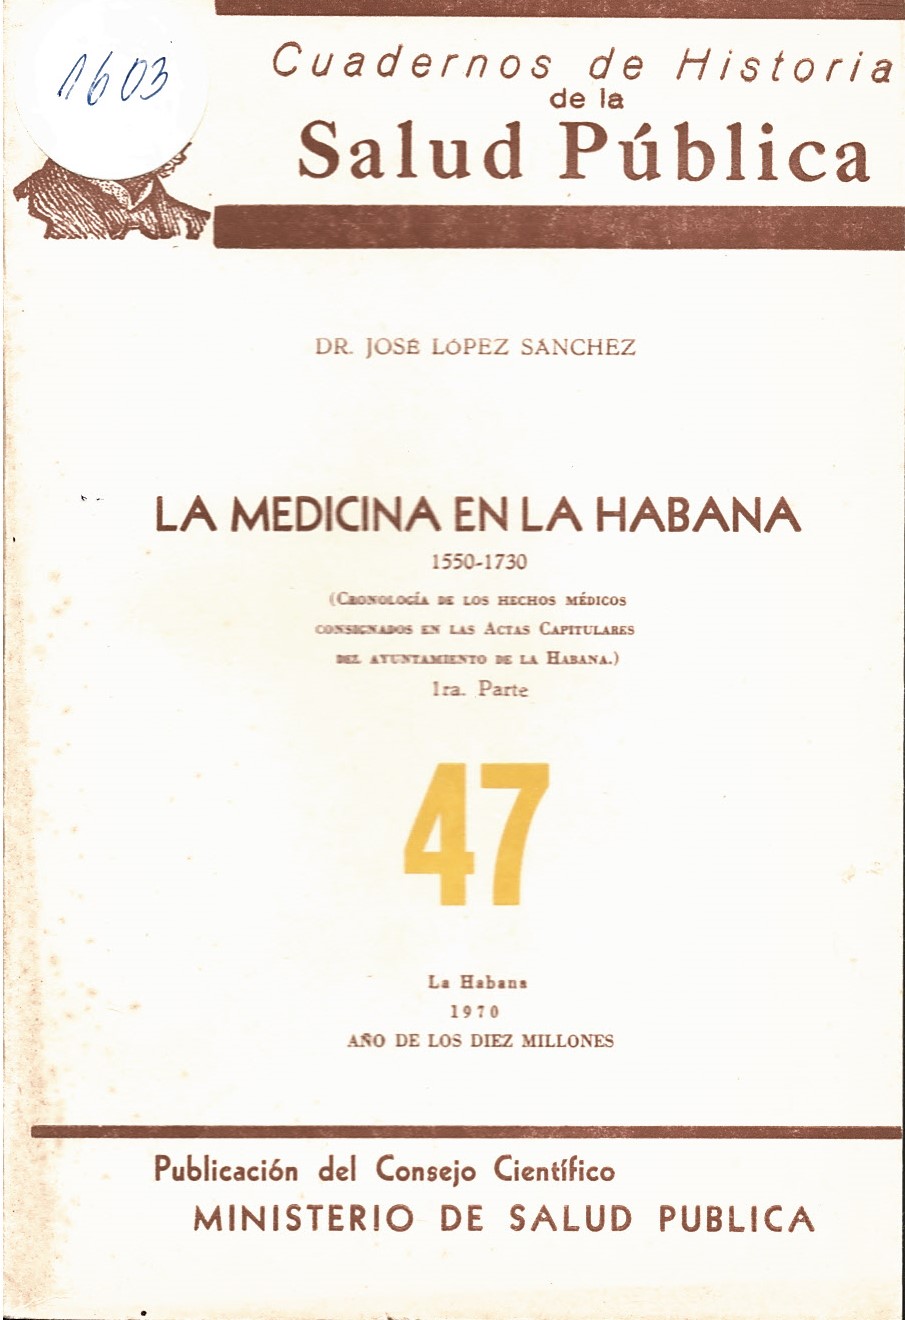 1603
Cuadernos de Historia
de la
Salud Pública
DR. JOSÉ LÓPEZ SÁNCHEZ
LA MEDICINA EN LA HABANA
1550-1730
(CRONOLOGÍA DE LOS HECHOS MÉDICOS
CONSIGNADOS EN LAS ACTAS CAPITULARES
DEL AYUNTAMIENTO DE LA HABANA.)
1ra. Parte
47
La Habana
1970
AÑO DE LOS DIEZ MILLONES
Publicación del Consejo Científico
MINISTERIO DE SALUD PUBLICA